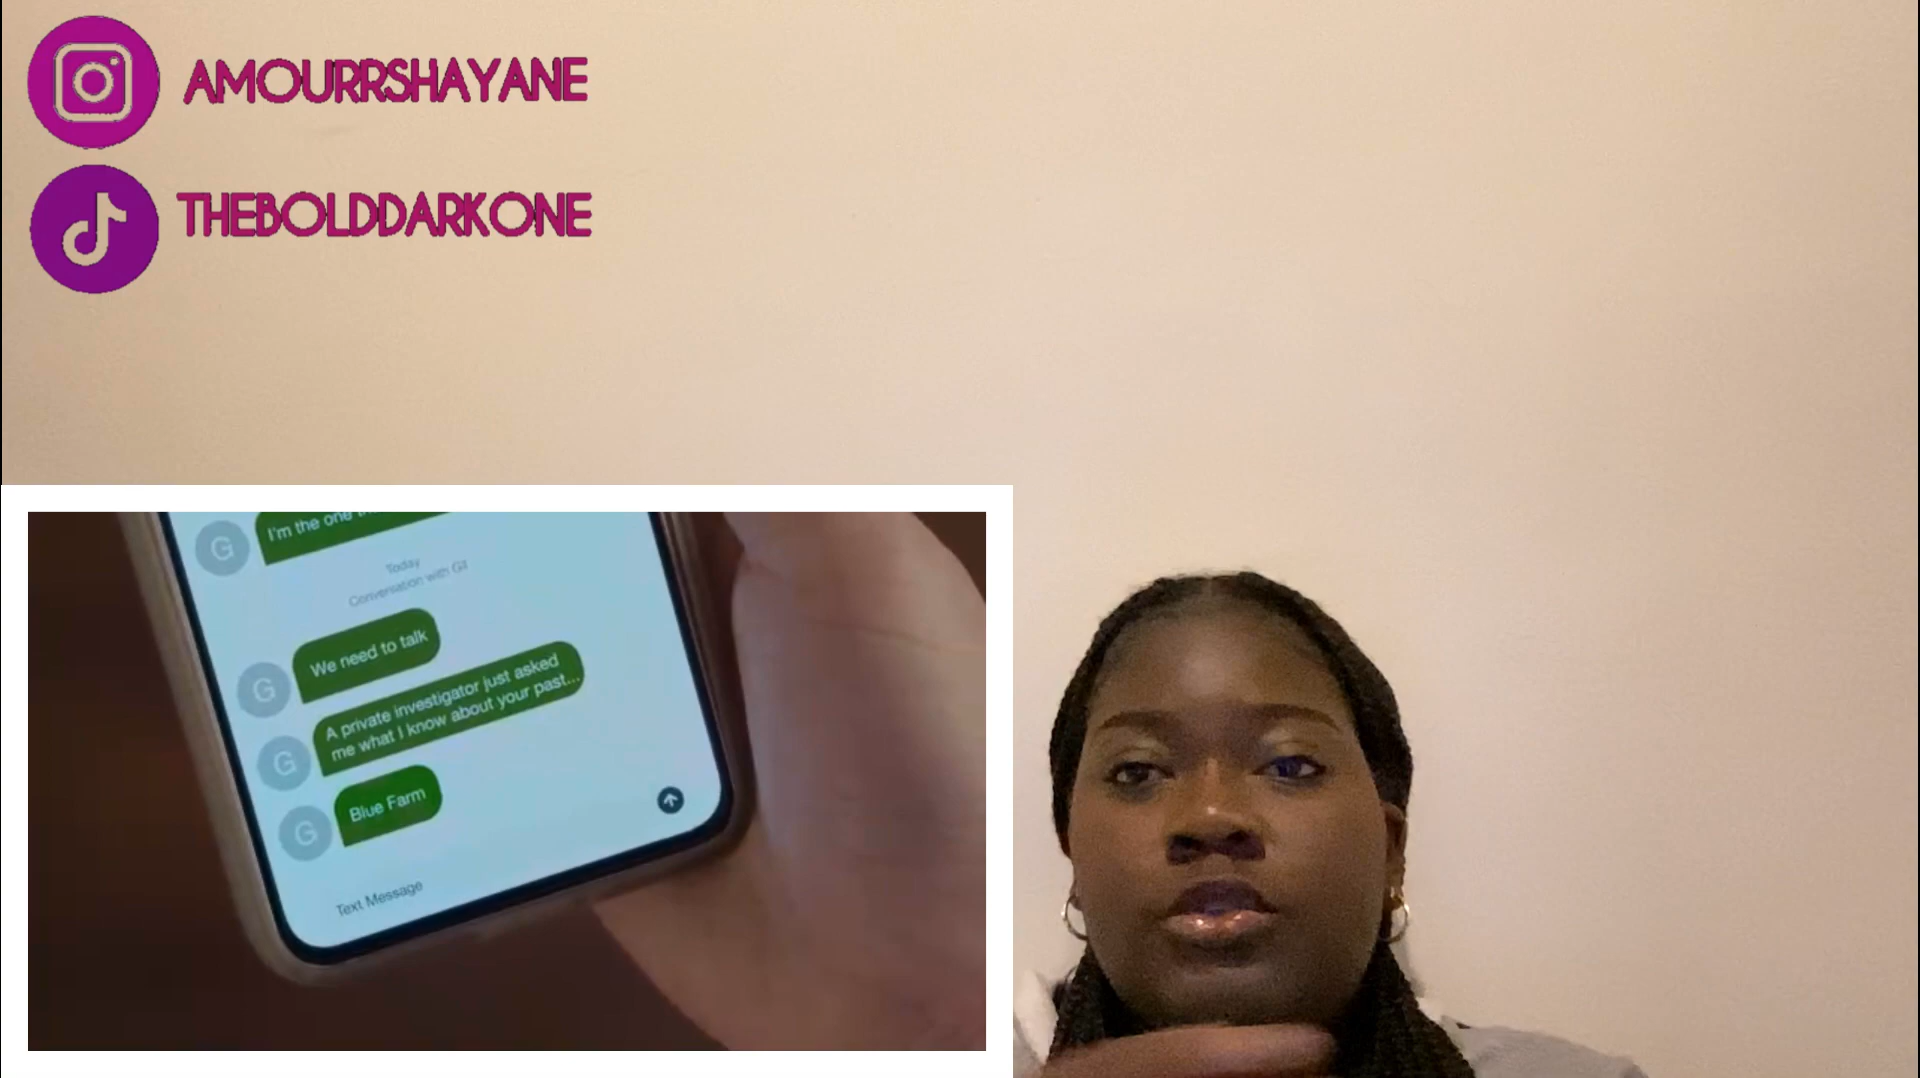 AMOURRSHAYANE
THEBOLDDARKONE
I'm the one
Today
Conversation with
We need to talk
A private investigator just asked
me what I know about your past...
Blue Farm
Text Message
G
G
G
G